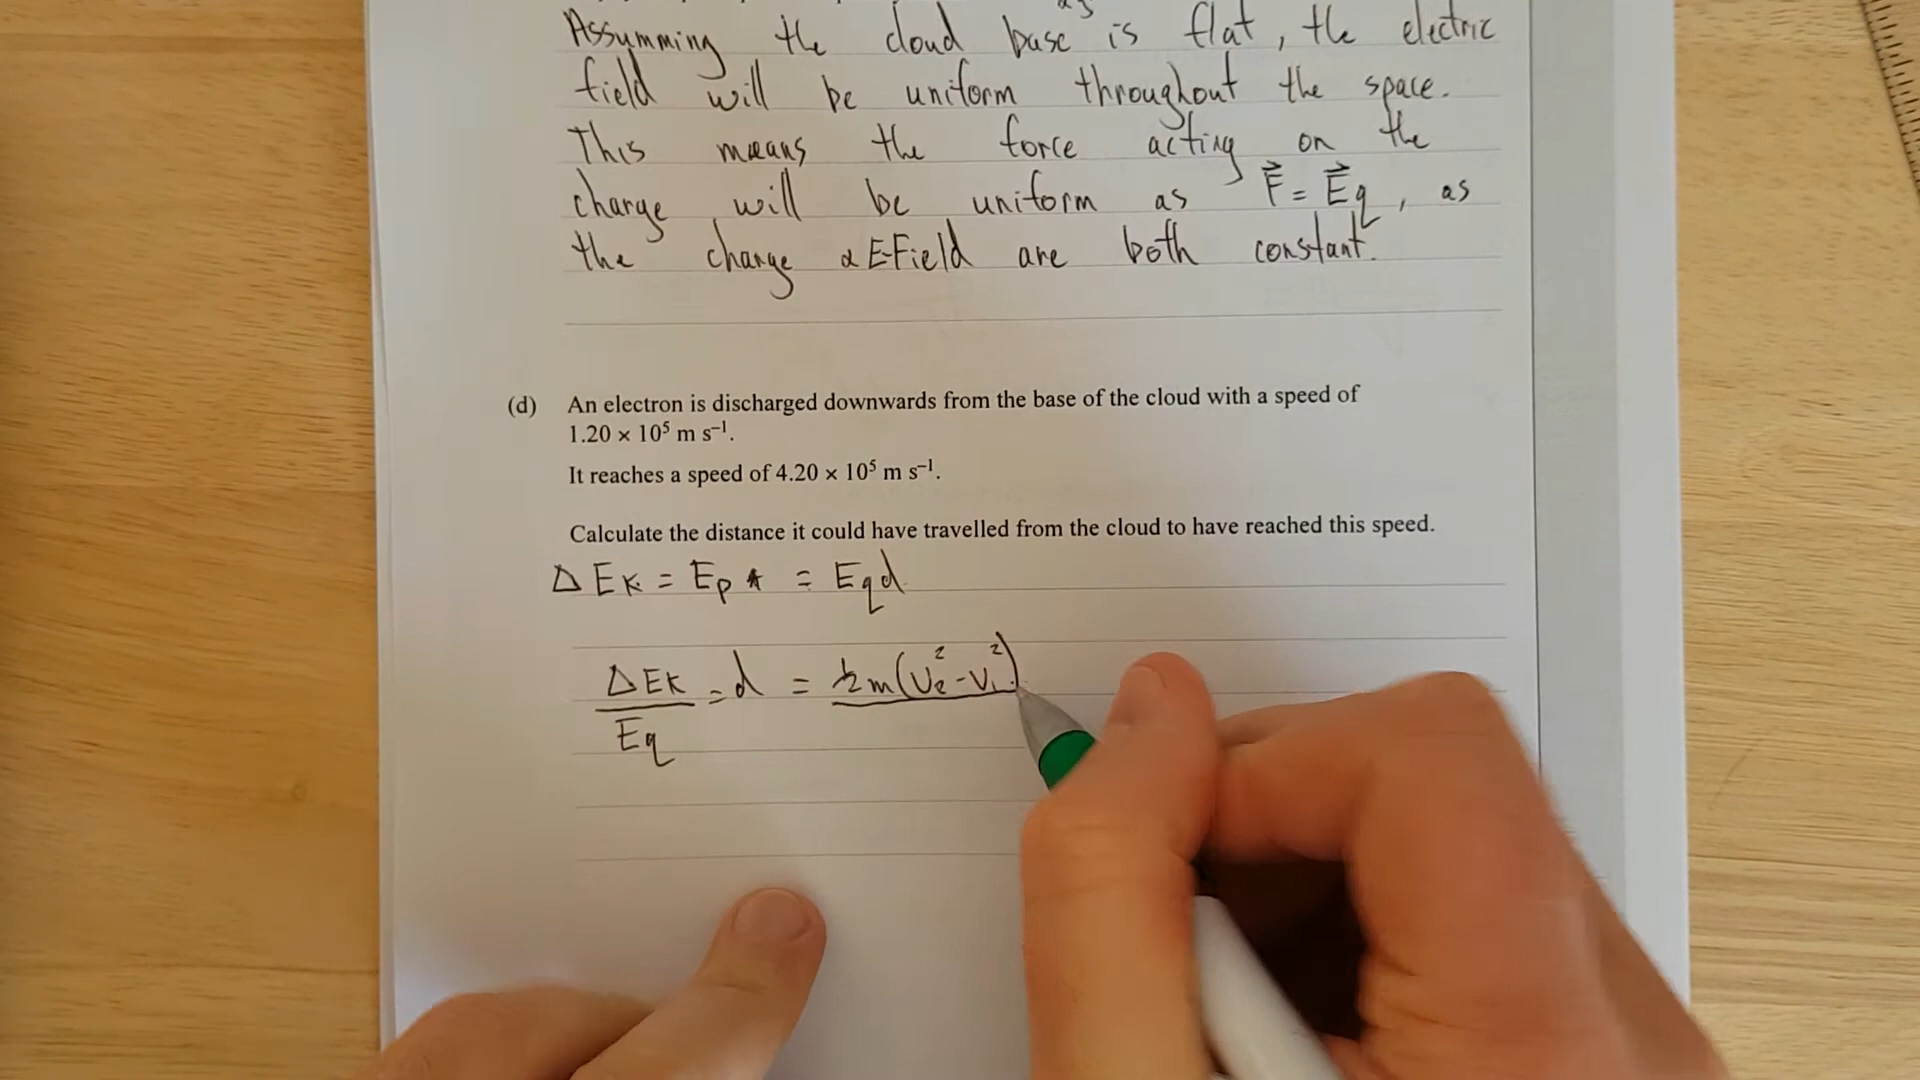 as
Assumming the cloud base is flat, the electric
field will be uniform throughout the space.
This means the force acting on the
charge will be uniform as F⃗ = E⃗q, as
the charge & E-Field are both constant.
(d) An electron is discharged downwards from the base of the cloud with a speed of
1.20 × 10⁵ m s⁻¹.
It reaches a speed of 4.20 × 10⁵ m s⁻¹.
Calculate the distance it could have travelled from the cloud to have reached this speed.
ΔEK = Ep = Eqd
ΔEK = d = ½m(V₂² - V₁²)
Eq